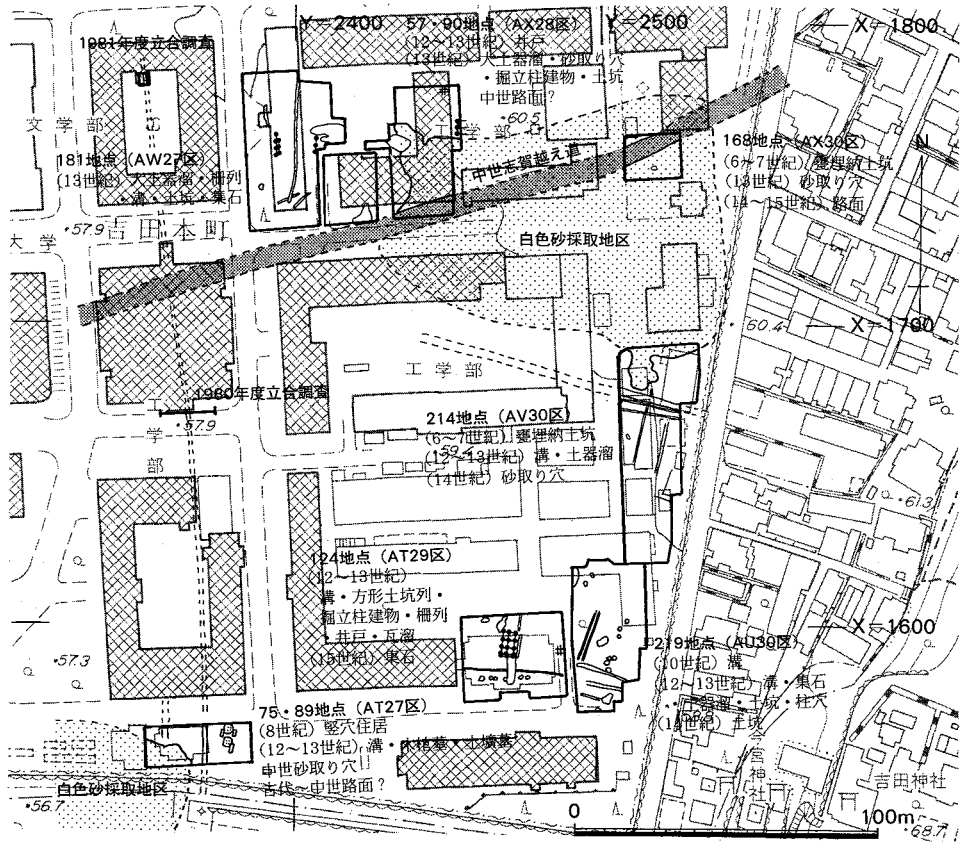 Y=2400
57・90地点(AX28区)
(12~13世紀)井戸
(13世紀)大土器溜・砂取り穴
・掘立柱建物・土坑
中世路面?
Y=2500
X=1800
1981年度立合調査
文学部
工学部
・60.5
181地点(AW27区)
(13世紀)大土器溜・柵列
・溝・土坑・集石
中世志賀越え道
168地点(AX30区)
(6~7世紀)甕埋納土坑
(13世紀)砂取り穴
(14~15世紀)路面
N
大学
・57.9
吉田本町
白色砂採取地区
・60.4
X=1700
工学部
1980年度立合調査
・57.9
工学部
214地点(AV30区)
(6~7世紀)甕埋納土坑
(12~13世紀)溝・土器溜
(14世紀)砂取り穴
・61.3
124地点(AT29区)
(12~13世紀)
溝・方形土坑列・
掘立柱建物・柵列
・井戸・瓦溜
(15世紀)集石
X=1600
・57.3
219地点(AU30区)
(10世紀)溝
(12~13世紀)溝・集石
・土器溜・土坑・柱穴
75・89地点(AT27区)
(8世紀)竪穴住居
(12~13世紀)溝・木棺墓・土壙墓
中世砂取り穴
古代~中世路面?
白色砂採取地区
・56.7
今宮神社
吉田神社
0
100m
・68.7